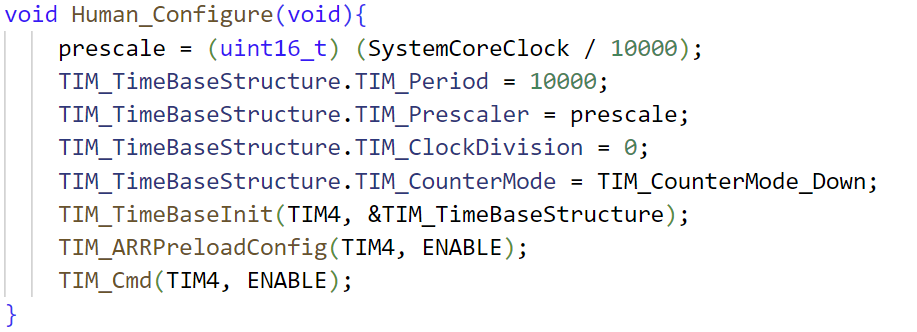 void Human_Configure(void){
prescale = (uint16_t) (SystemCoreClock / 10000);
TIM_TimeBaseStructure.TIM_Period = 10000;
TIM_TimeBaseStructure.TIM_Prescaler = prescale;
TIM_TimeBaseStructure.TIM_ClockDivision = 0;
TIM_TimeBaseStructure.TIM_CounterMode = TIM_CounterMode_Down;
TIM_TimeBaseInit(TIM4, &TIM_TimeBaseStructure);
TIM_ARRPreloadConfig(TIM4, ENABLE);
TIM_Cmd(TIM4, ENABLE);
}